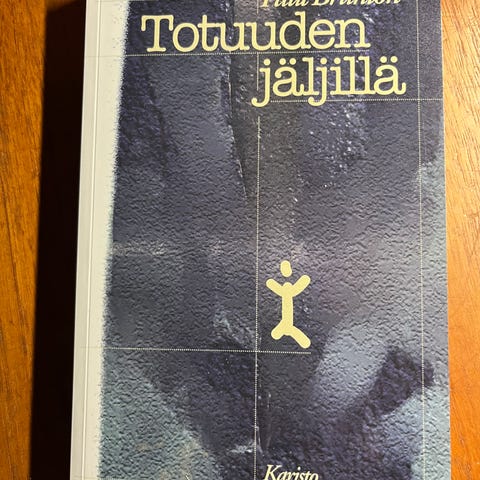 Paul Brunton
Totuuden
jäljillä
Karisto